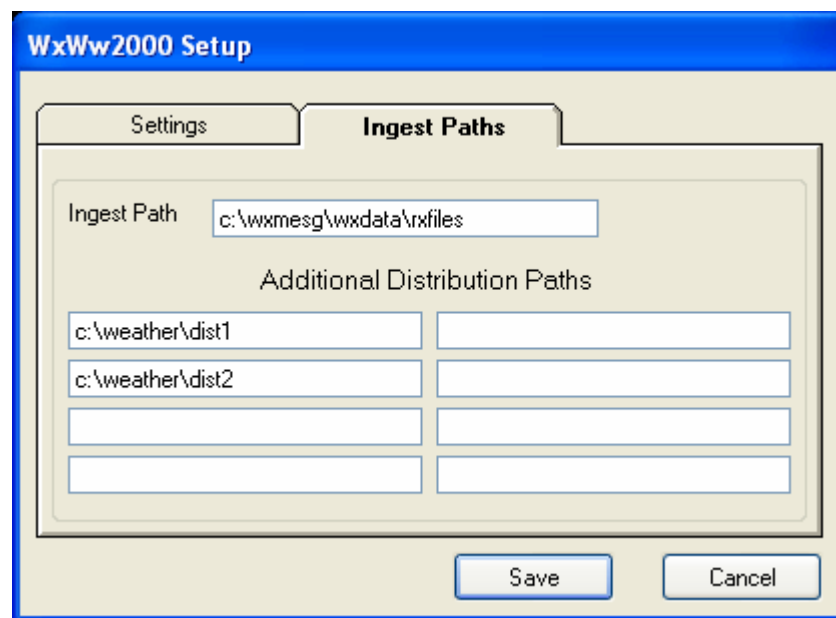 WxWw2000 Setup
Settings
Ingest Paths
Ingest Path
c:\wxmesg\wxdata\rxfiles
Additional Distribution Paths
c:\weather\dist1
c:\weather\dist2
Save
Cancel